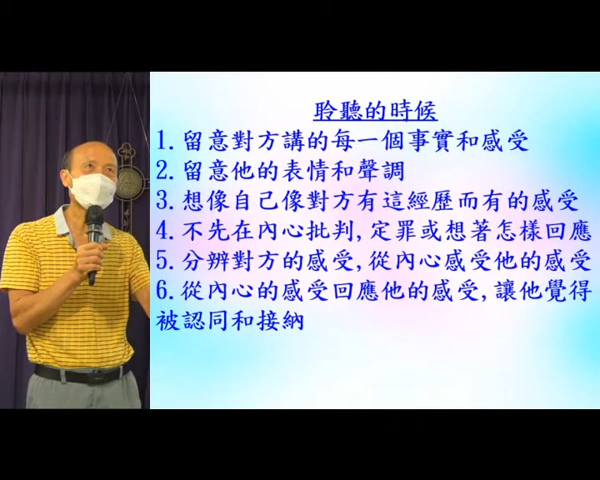 聆聽的時候
1.留意對方講的每一個事實和感受
2.留意他的表情和聲調
3.想像自己像對方有這經歷而有的感受
4.不先在內心批判,定罪或想著怎樣回應
5.分辨對方的感受,從內心感受他的感受
6.從內心的感受回應他的感受,讓他覺得
被認同和接納